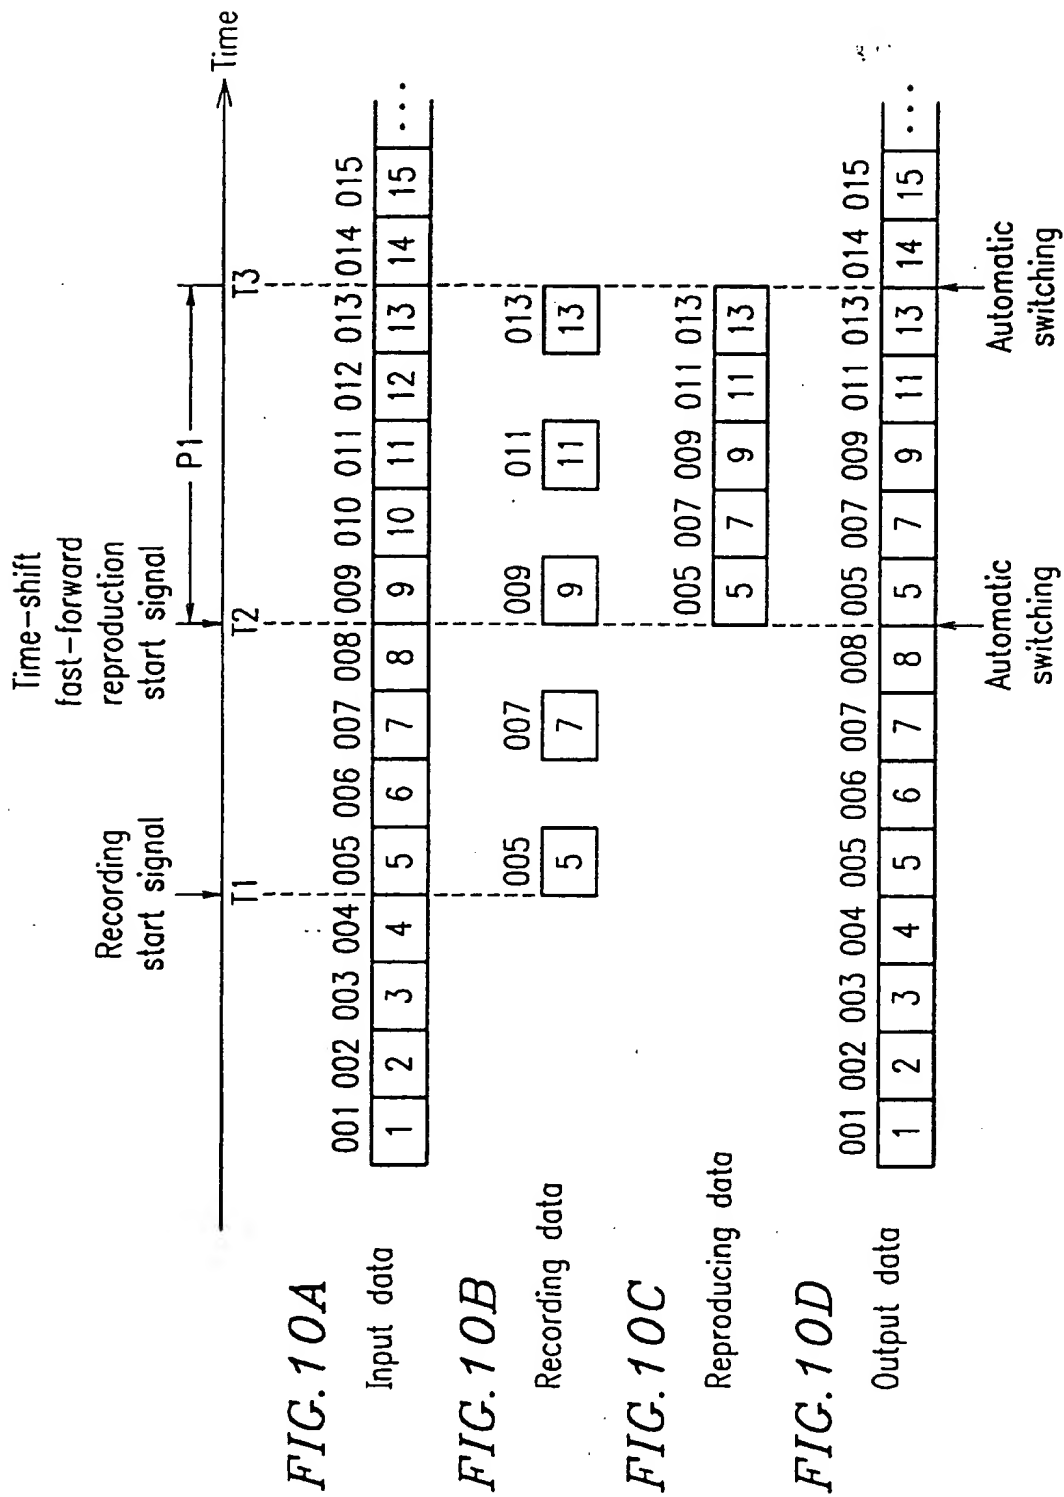 Time-shift
fast-forward
reproduction
start signal
Recording
start signal
T1
T2
P1
T3
Time
FIG. 10A
Input data
001 002 003 004 005 006 007 008 009 010 011 012 013 014 015
1 2 3 4 5 6 7 8 9 10 11 12 13 14 15 ...
FIG. 10B
Recording data
005 007 009 011 013
5 7 9 11 13
FIG. 10C
Reproducing data
005 007 009 011 013
5 7 9 11 13
FIG. 10D
Output data
001 002 003 004 005 006 007 008 005 007 009 011 013 014 015
1 2 3 4 5 6 7 8 5 7 9 11 13 14 15 ...
Automatic
switching
Automatic
switching